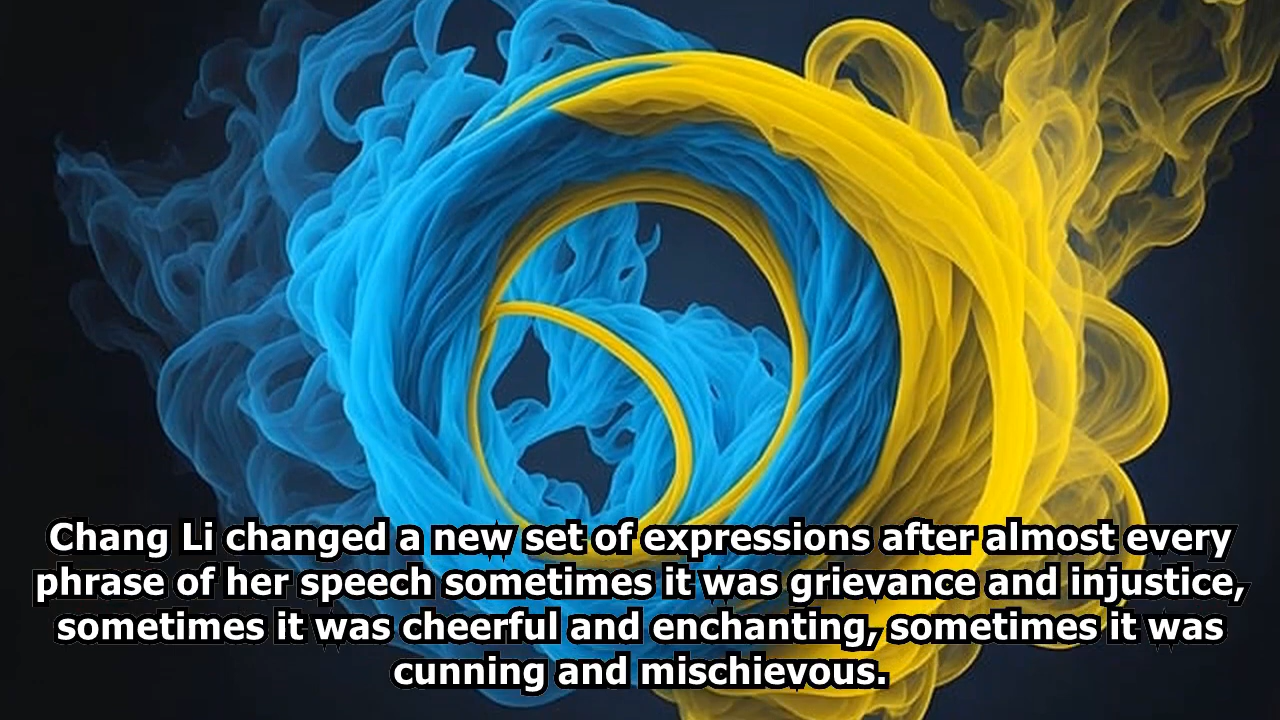 Chang Li changed a new set of expressions after almost every
phrase of her speech sometimes it was grievance and injustice,
sometimes it was cheerful and enchanting, sometimes it was
cunning and mischievous.